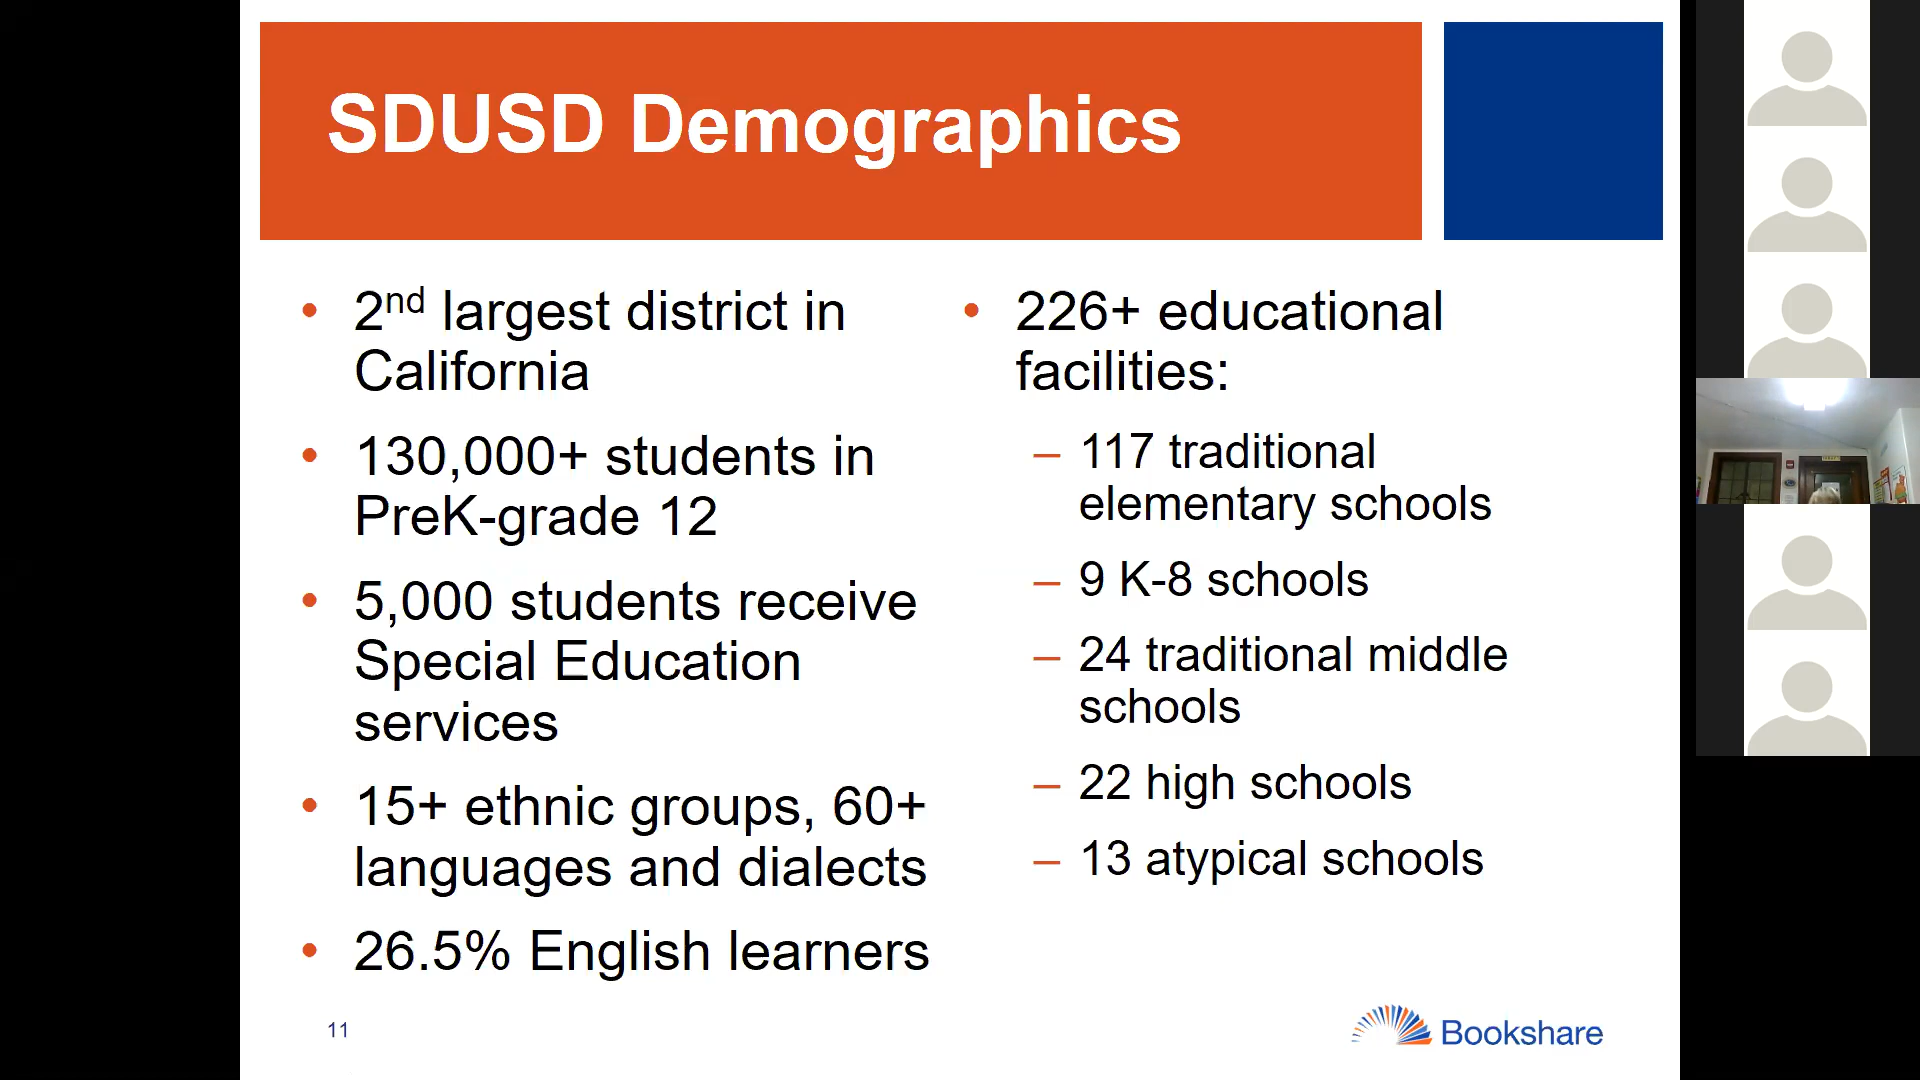 SDUSD Demographics
• 2nd largest district in
California
• 130,000+ students in
PreK-grade 12
• 5,000 students receive
Special Education
services
• 15+ ethnic groups, 60+
languages and dialects
• 26.5% English learners
• 226+ educational
facilities:
– 117 traditional
elementary schools
– 9 K-8 schools
– 24 traditional middle
schools
– 22 high schools
– 13 atypical schools
11
Bookshare